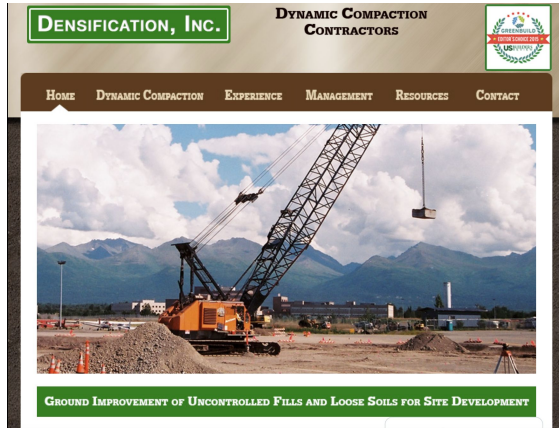 DENSIFICATION, INC.
DYNAMIC COMPACTION
CONTRACTORS
GREENBUILD
EDITOR'S CHOICE 2015
HOME
DYNAMIC COMPACTION
EXPERIENCE
MANAGEMENT
RESOURCES
CONTACT
GROUND IMPROVEMENT OF UNCONTROLLED FILLS AND LOOSE SOILS FOR SITE DEVELOPMENT